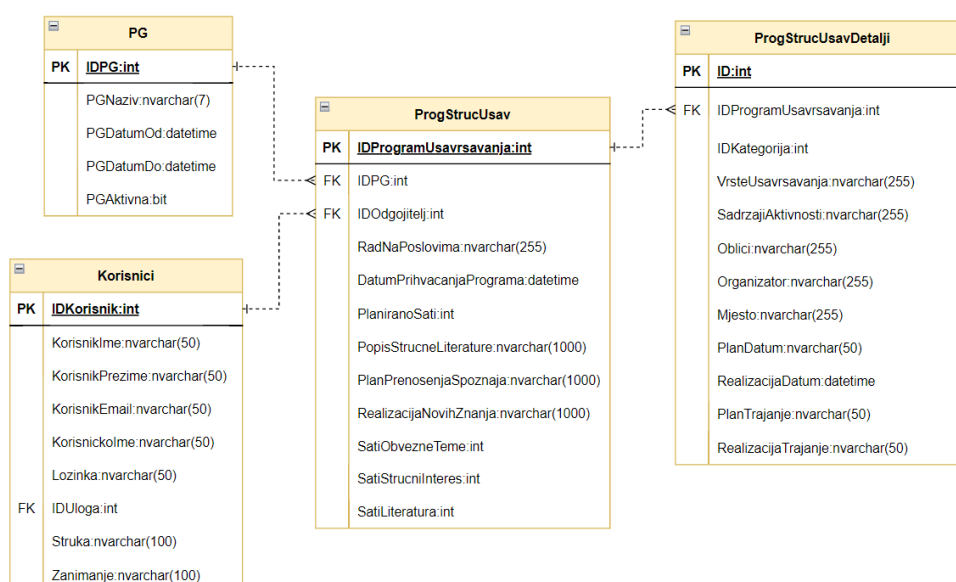 PG
PK IDPG:int
PGNaziv:nvarchar(7)
PGDatumOd:datetime
PGDatumDo:datetime
PGAktivna:bit
Korisnici
PK IDKorisnik:int
KorisnikIme:nvarchar(50)
KorisnikPrezime:nvarchar(50)
KorisnikEmail:nvarchar(50)
KorisnickoIme:nvarchar(50)
Lozinka:nvarchar(50)
FK IDUloga:int
Struka:nvarchar(100)
Zanimanje:nvarchar(100)
ProgStrucUsav
PK IDProgramUsavrsavanja:int
FK IDPG:int
FK IDOdgojitelj:int
RadNaPoslovima:nvarchar(255)
DatumPrihvacanjaPrograma:datetime
PlaniranoSati:int
PopisStrucneLiterature:nvarchar(1000)
PlanPrenosenjaSpoznaja:nvarchar(1000)
RealizacijaNovihZnanja:nvarchar(1000)
SatiObvezneTeme:int
SatiStrucniInteres:int
SatiLiteratura:int
ProgStrucUsavDetalji
PK ID:int
FK IDProgramUsavrsavanja:int
IDKategorija:int
VrsteUsavrsavanja:nvarchar(255)
SadrzajiAktivnosti:nvarchar(255)
Oblici:nvarchar(255)
Organizator:nvarchar(255)
Mjesto:nvarchar(255)
PlanDatum:nvarchar(50)
RealizacijaDatum:datetime
PlanTrajanje:nvarchar(50)
RealizacijaTrajanje:nvarchar(50)